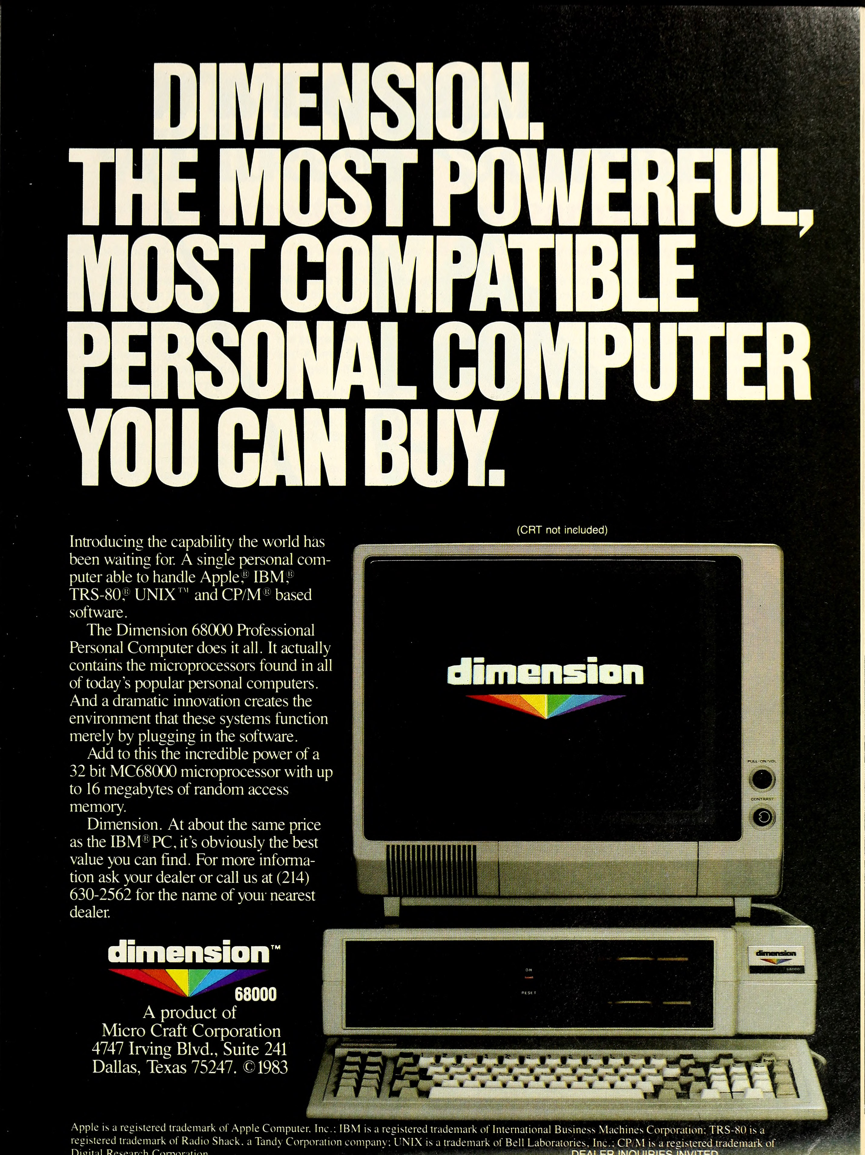 DIMENSION.
THE MOST POWERFUL,
MOST COMPATIBLE
PERSONAL COMPUTER
YOU CAN BUY.
(CRT not included)
Introducing the capability the world has
been waiting for. A single personal com-
puter able to handle Apple,® IBM,®
TRS-80,® UNIX™ and CP/M® based
software.
The Dimension 68000 Professional
Personal Computer does it all. It actually
contains the microprocessors found in all
of today's popular personal computers.
And a dramatic innovation creates the
environment that these systems function
merely by plugging in the software.
Add to this the incredible power of a
32 bit MC68000 microprocessor with up
to 16 megabytes of random access
memory.
Dimension. At about the same price
as the IBM® PC, it's obviously the best
value you can find. For more informa-
tion ask your dealer or call us at (214)
630-2562 for the name of your nearest
dealer.
dimension™
68000
A product of
Micro Craft Corporation
4747 Irving Blvd., Suite 241
Dallas, Texas 75247. ©1983
dimension
CONTRAST
ON
RESET
dimension
Apple is a registered trademark of Apple Computer, Inc.; IBM is a registered trademark of International Business Machines Corporation; TRS-80 is a
registered trademark of Radio Shack, a Tandy Corporation company; UNIX is a trademark of Bell Laboratories, Inc.; CP/M is a registered trademark of
Digital Research Corporation.
DEALER INQUIRIES INVITED